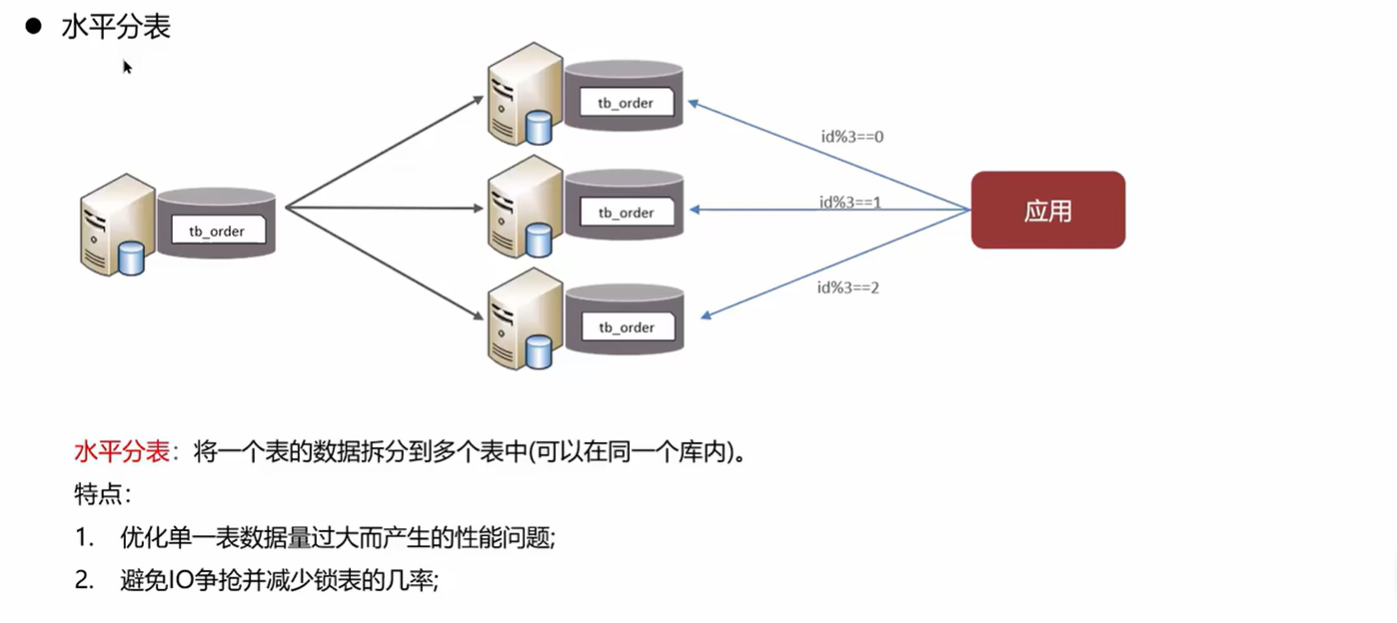 ● 水平分表
tb_order
id%3==0
tb_order
tb_order
id%3==1
应用
tb_order
id%3==2
水平分表：将一个表的数据拆分到多个表中(可以在同一个库内)。
特点：
1. 优化单一表数据量过大而产生的性能问题;
2. 避免IO争抢并减少锁表的几率;